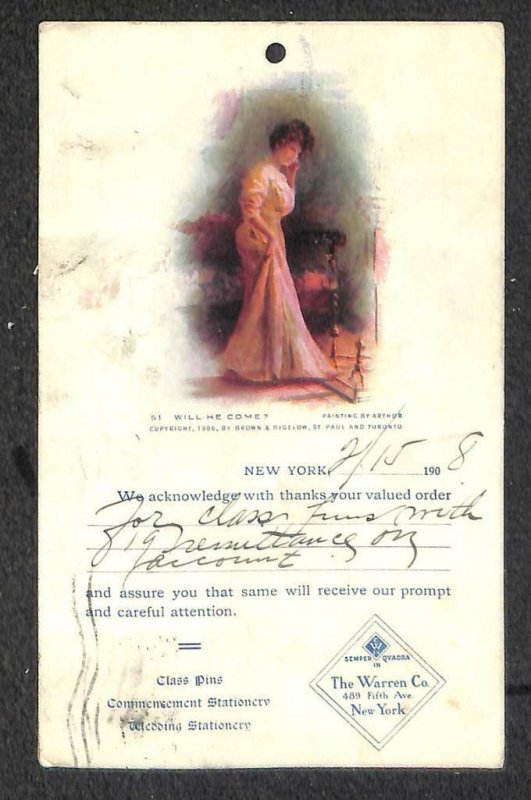 51 WILL HE COME? PAINTING BY ARTHUR
COPYRIGHT, 1906, BY BROWN & BIGELOW, ST. PAUL AND TORONTO
NEW YORK 2/15 1908
We acknowledge with thanks your valued order
for class pins with
remittance on
account
and assure you that same will receive our prompt
and careful attention.
Class Pins
Commencement Stationery
Wedding Stationery
SEMPER QVADRA
IN
The Warren Co.
489 Fifth Ave.
New York